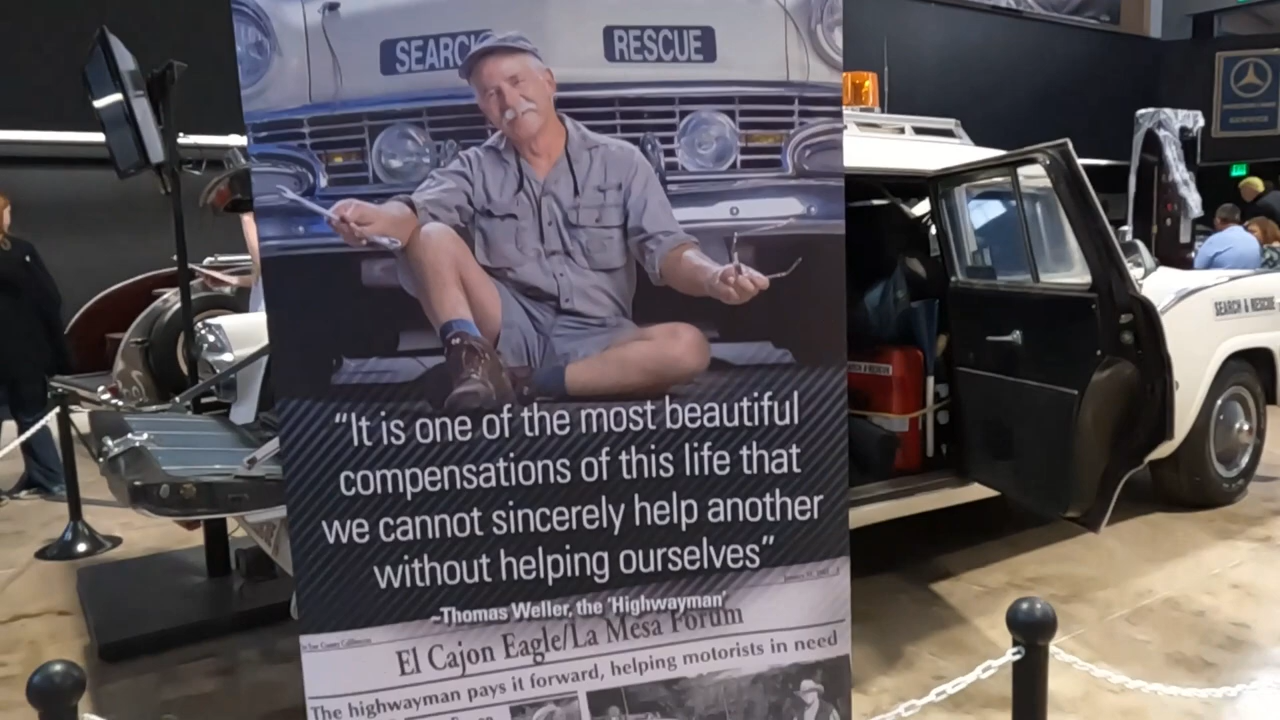 SEARCH RESCUE
“It is one of the most beautiful
compensations of this life that
we cannot sincerely help another
without helping ourselves”
~Thomas Weller, the ‘Highwayman’
El Cajon Eagle/La Mesa Forum
The highwayman pays it forward, helping motorists in need
SEARCH & RESCUE
EXIT